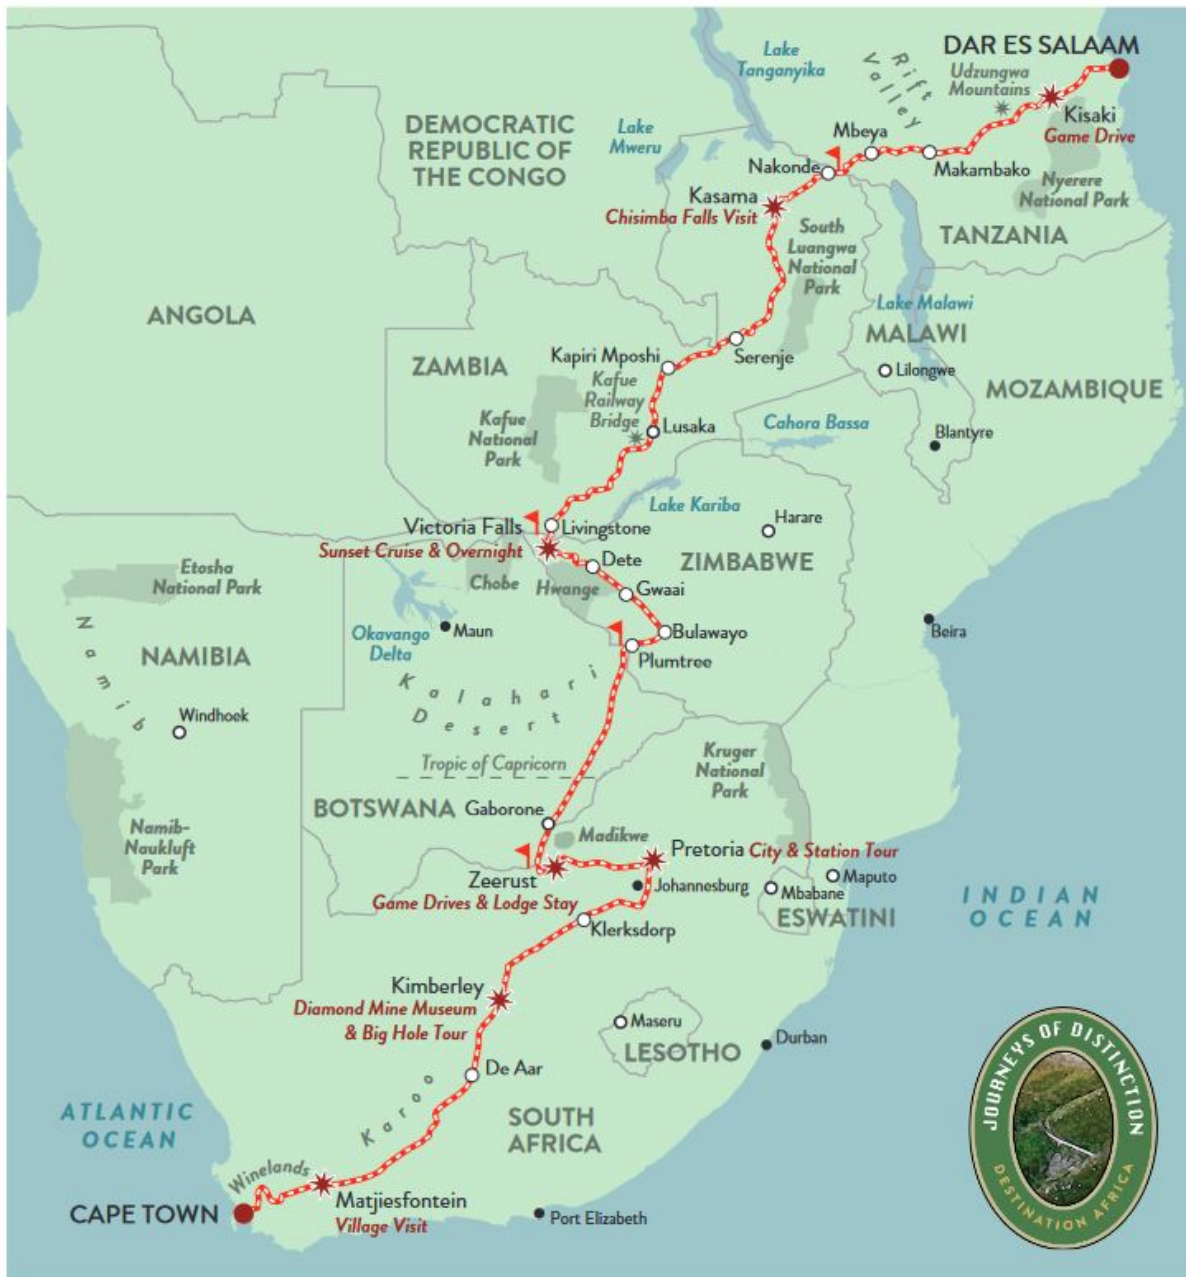 DAR ES SALAAM
Lake
Tanganyika
Rift
Valley
Udzungwa
Mountains
Kisaki
Game Drive
DEMOCRATIC
REPUBLIC OF
THE CONGO
Lake
Mweru
Mbeya
Makambako
Nakonde
Nyerere
National Park
Kasama
Chisimba Falls Visit
South
Luangwa
National
Park
TANZANIA
ANGOLA
Lake Malawi
MALAWI
ZAMBIA
Kapiri Mposhi
Serenje
Lilongwe
Kafue
Railway
Bridge
MOZAMBIQUE
Kafue
National
Park
Lusaka
Cahora Bassa
Blantyre
Lake Kariba
Harare
Victoria Falls
Livingstone
Sunset Cruise & Overnight
ZIMBABWE
Dete
Etosha
National Park
Chobe
Hwange
Gwaai
Namib
Okavango
Delta
Maun
Bulawayo
Beira
Plumtree
NAMIBIA
Kalahari
Desert
Windhoek
Kruger
National
Park
Tropic of Capricorn
BOTSWANA
Gaborone
Namib-
Naukluft
Park
Madikwe
Pretoria City & Station Tour
Zeerust
Johannesburg
Maputo
Mbabane
Game Drives & Lodge Stay
ESWATINI
INDIAN
OCEAN
Klerksdorp
Kimberley
Diamond Mine Museum
& Big Hole Tour
Maseru
LESOTHO
Durban
De Aar
Karoo
ATLANTIC
OCEAN
SOUTH
AFRICA
Winelands
Matjiesfontein
Village Visit
CAPE TOWN
Port Elizabeth
JOURNEYS OF DISTINCTION
DESTINATION AFRICA